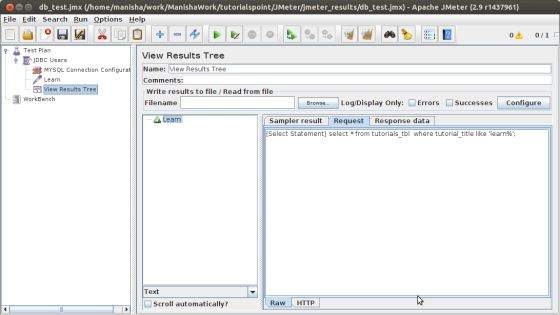 db_test.jmx (/home/manisha/work/ManishaWork/tutorialspoint/JMeter/jmeter_results/db_test.jmx) - Apache JMeter (2.9 r1437961)
File Edit Search Run Options Help
0 0 / 1
Test Plan
JDBC Users
MYSQL Connection Configurat
Learn
View Results Tree
WorkBench
View Results Tree
Name: View Results Tree
Comments:
Write results to file / Read from file
Filename Browse... Log/Display Only: Errors Successes Configure
Learn
Sampler result Request Response data
[Select Statement] select * from tutorials_tbl where tutorial_title like 'learn%';
Text
Scroll automatically?
Raw HTTP